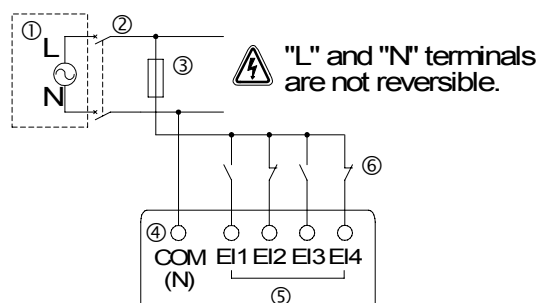 ①
②
L
N
③
"L" and "N" terminals
are not reversible.
⑥
④
COM EI1 EI2 EI3 EI4
(N)
⑤